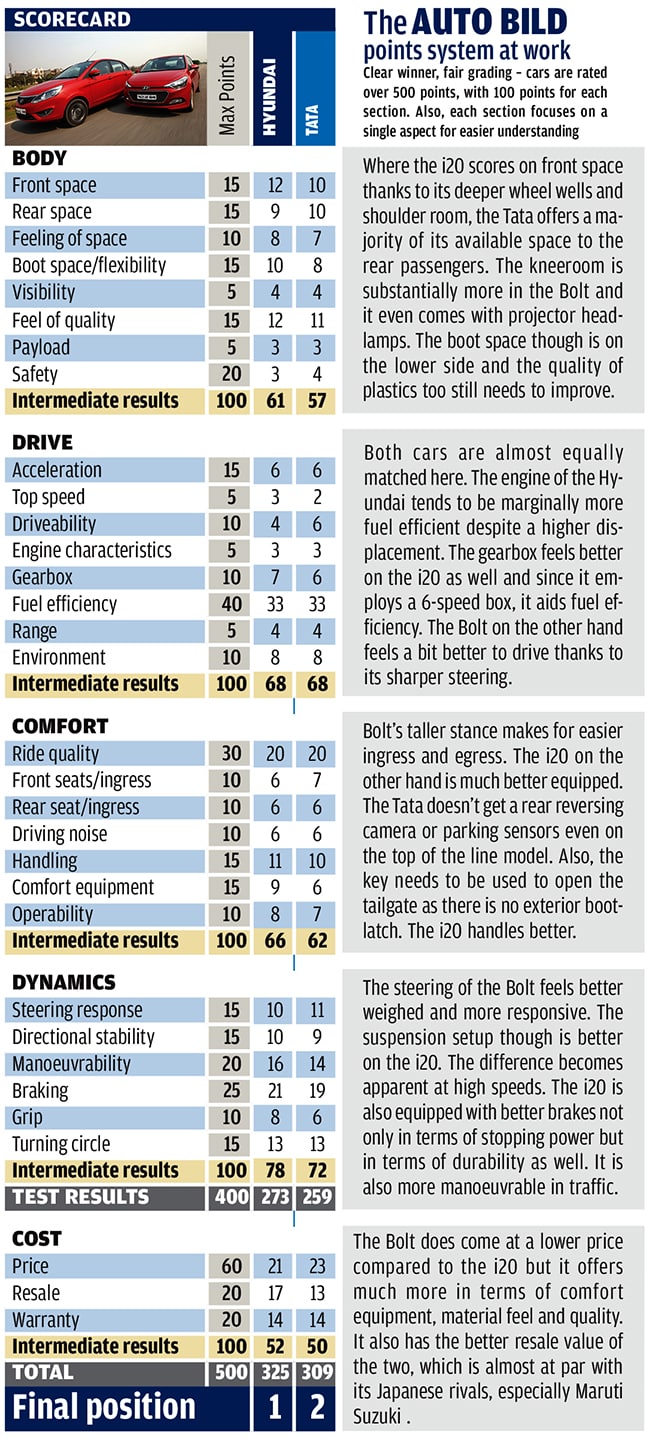 SCORECARD
Max Points
HYUNDAI
TATA
The AUTO BILD
points system at work
Clear winner, fair grading – cars are rated
over 500 points, with 100 points for each
section. Also, each section focuses on a
single aspect for easier understanding
BODY
Front space 15 12 10
Rear space 15 9 10
Feeling of space 10 8 7
Boot space/flexibility 15 10 8
Visibility 5 4 4
Feel of quality 15 12 11
Payload 5 3 3
Safety 20 3 4
Intermediate results 100 61 57
Where the i20 scores on front space
thanks to its deeper wheel wells and
shoulder room, the Tata offers a ma-
jority of its available space to the
rear passengers. The kneeroom is
substantially more in the Bolt and
it even comes with projector head-
lamps. The boot space though is on
the lower side and the quality of
plastics too still needs to improve.
DRIVE
Acceleration 15 6 6
Top speed 5 3 2
Driveability 10 4 6
Engine characteristics 5 3 3
Gearbox 10 7 6
Fuel efficiency 40 33 33
Range 5 4 4
Environment 10 8 8
Intermediate results 100 68 68
Both cars are almost equally
matched here. The engine of the Hy-
undai tends to be marginally more
fuel efficient despite a higher dis-
placement. The gearbox feels better
on the i20 as well and since it em-
ploys a 6-speed box, it aids fuel ef-
ficiency. The Bolt on the other hand
feels a bit better to drive thanks to
its sharper steering.
COMFORT
Ride quality 30 20 20
Front seats/ingress 10 6 7
Rear seat/ingress 10 6 6
Driving noise 10 6 6
Handling 15 11 10
Comfort equipment 15 9 6
Operability 10 8 7
Intermediate results 100 66 62
Bolt's taller stance makes for easier
ingress and egress. The i20 on the
other hand is much better equipped.
The Tata doesn't get a rear reversing
camera or parking sensors even on
the top of the line model. Also, the
key needs to be used to open the
tailgate as there is no exterior boot-
latch. The i20 handles better.
DYNAMICS
Steering response 15 10 11
Directional stability 15 10 9
Manoeuvrability 20 16 14
Braking 25 21 19
Grip 10 8 6
Turning circle 15 13 13
Intermediate results 100 78 72
TEST RESULTS 400 273 259
The steering of the Bolt feels better
weighed and more responsive. The
suspension setup though is better
on the i20. The difference becomes
apparent at high speeds. The i20 is
also equipped with better brakes not
only in terms of stopping power but
in terms of durability as well. It is
also more manoeuvrable in traffic.
COST
Price 60 21 23
Resale 20 17 13
Warranty 20 14 14
Intermediate results 100 52 50
TOTAL 500 325 309
Final position 1 2
The Bolt does come at a lower price
compared to the i20 but it offers
much more in terms of comfort
equipment, material feel and quality.
It also has the better resale value of
the two, which is almost at par with
its Japanese rivals, especially Maruti
Suzuki .